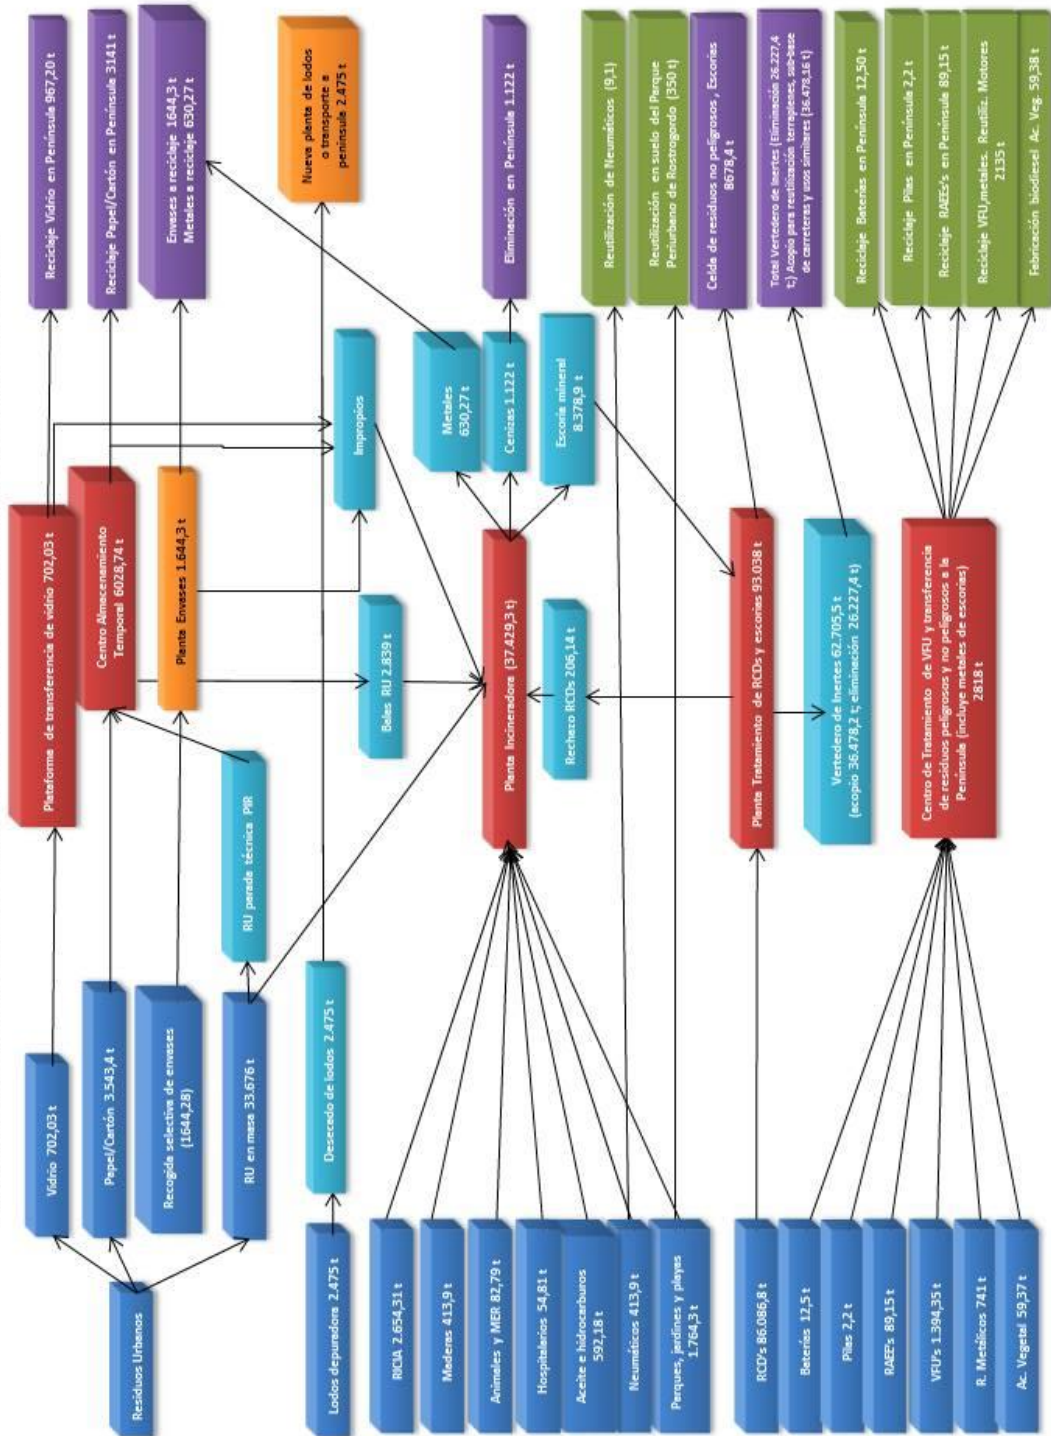 Residuos Urbanos
Vidrio 702,03 t
Papel/Cartón 3.543,4 t
Recogida selectiva de envases
(1644,28)
RU en masa 33.676 t
RU parada técnica PIR
Plataforma de transferencia de vidrio 702,03 t
Centro Almacenamiento
Temporal 6028,74 t
Planta Envases 1.644,3 t
Balas RU 2.839 t
Impropios
Reciclaje Vidrio en Península 967,20 t
Reciclaje Papel/Cartón en Península 3141 t
Envases a reciclaje 1644,3 t
Metales a reciclaje 630,27 t
Lodos depuradora 2.475 t
Desecado de lodos 2.475 t
Nueva planta de lodos
o transporte a
península 2.475 t
RICIA 2.654,31 t
Maderas 413,9 t
Animales y MER 82,79 t
Hospitalarios 54,81 t
Aceite e hidrocarburos
592,18 t
Neumáticos 413,9 t
Parques, jardines y playas
1.764,3 t
Planta Incineradora (37.429,3 t)
Rechazo RCDs 206,14 t
Metales
630,27 t
Cenizas 1.122 t
Escoria mineral
8.378,9 t
Eliminación en Península 1.122 t
Reutilización de Neumáticos (9,1)
Reutilización en suelo del Parque
Periurbano de Rostrogordo (350 t)
Celda de residuos no peligrosos , Escorias
8678,4 t
Total Vertedero de Inertes (Eliminación 26.227,4
t;) Acopio para reutilización terraplenes, sub-base
de carreteras y usos similares (36.478,16 t)
RCD's 86.086,8 t
Baterías 12,5 t
Pilas 2,2 t
RAEE's 89,15 t
VFU's 1.394,35 t
R. Metálicos 741 t
Ac. Vegetal 59,37 t
Planta Tratamiento de RCDs y escorias 93.038 t
Vertedero de Inertes 62.705,5 t
(acopio 36.478,2 t; eliminación 26.227,4 t)
Centro de Tratamiento de VFU y transferencia
de residuos peligrosos y no peligrosos a la
Península (incluye metales de escorias)
2818 t
Reciclaje Baterías en Península 12,50 t
Reciclaje Pilas en Península 2,2 t
Reciclaje RAEEs's en Península 89,15 t
Reciclaje VFU,metales. Reutiliz. Motores
2135 t
Fabricación biodiesel Ac. Veg. 59,38 t